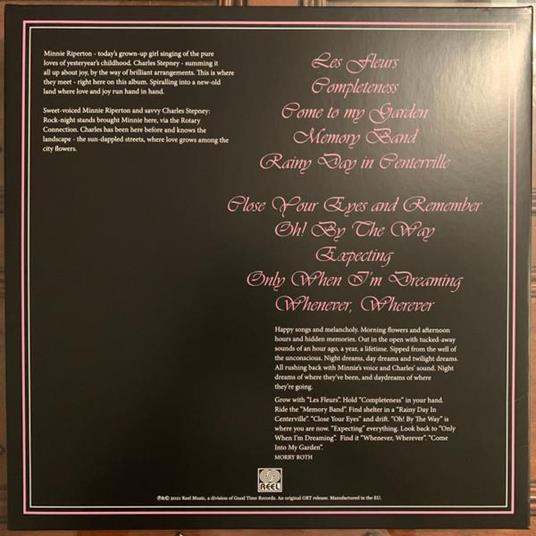 Minnie Riperton - today's grown-up girl singing of the pure
loves of yesteryear's childhood. Charles Stepney - summing it
all up about joy, by the way of brilliant arrangements. This is where
they meet - right here on this album. Spiralling into a new-old
land where love and joy run hand in hand.
Sweet-voiced Minnie Riperton and savvy Charles Stepney:
Rock-night stands brought Minnie here, via the Rotary
Connection. Charles has been here before and knows the
landscape - the sun-dappled streets, where love grows among the
city flowers.
Les Fleurs
Completeness
Come to my Garden
Memory Band
Rainy Day in Centerville
Close Your Eyes and Remember
Oh! By The Way
Expecting
Only When I'm Dreaming
Whenever, Wherever
Happy songs and melancholy. Morning flowers and afternoon
hours and hidden memories. Out in the open with tucked-away
sounds of an hour ago, a year, a lifetime. Sipped from the well of
the unconscious. Night dreams, day dreams and twilight dreams.
All rushing back with Minnie's voice and Charles' sound. Night
dreams of where they've been, and daydreams of where
they're going.
Grow with "Les Fleurs". Hold "Completeness" in your hand.
Ride the "Memory Band". Find shelter in a "Rainy Day In
Centerville". "Close Your Eyes" and drift. "Oh! By The Way" is
where you are now. "Expecting" everything. Look back to "Only
When I'm Dreaming". Find it "Whenever, Wherever". "Come
Into My Garden".
MORRY ROTH
REEL
℗&© 2021 Reel Music, a division of Good Time Records. An original GRT release. Manufactured in the EU.